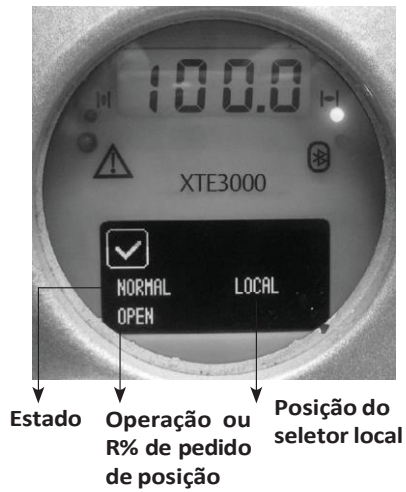 100.0
XTE3000
NORMAL LOCAL
OPEN
Estado
Operação ou
R% de pedido
de posição
Posição do
seletor local